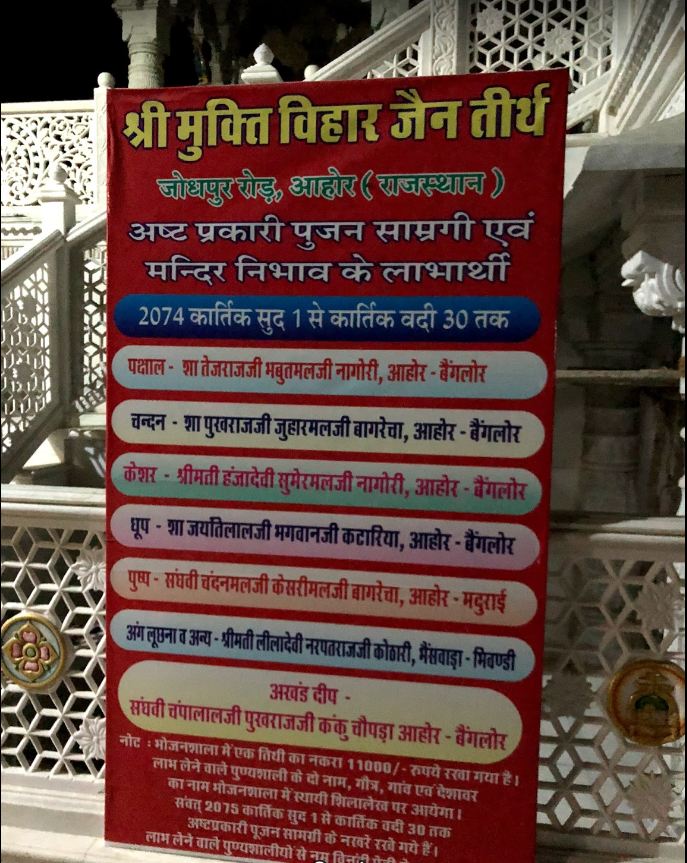 श्री मुक्ति विहार जैन तीर्थ
जोधपुर रोड़, आहोर ( राजस्थान )
अष्ट प्रकारी पुजन साम्रगी एवं
मन्दिर निभाव के लाभार्थी
2074 कार्तिक सुद 1 से कार्तिक वदी 30 तक
पक्षाल - शा तेजराजजी भबुतमलजी नागोरी, आहोर - बैंगलोर
चन्दन - शा पुखराजजी जुहारमलजी बागरेचा, आहोर - बैंगलोर
केशर - श्रीमती हंजादेवी सुमेरमलजी नागोरी, आहोर - बैंगलोर
धूप - शा जयंतिलालजी भगवानजी कटारिया, आहोर - बैंगलोर
पुष्प - संघवी चंदनमलजी केसरीमलजी बागरेचा, आहोर - मदुराई
अंग लूछना व अन्य - श्रीमती लीलादेवी नरपतराजजी कोठारी, भैंसवाड़ा - भिवण्डी
अखंड दीप -
संघवी चंपालालजी पुखराजजी कंकु चौपड़ा आहोर - बैंगलोर
नोट : भोजनशाला में एक तिथी का नकरा 11000/- रुपये रखा गया है।
लाभ लेने वाले पुण्यशाली के दो नाम, गौत्र, गांव एवं देशावर
का नाम भोजनशाला में स्थायी शिलालेख पर आयेगा।
संवत् 2075 कार्तिक सुद 1 से कार्तिक वदी 30 तक
अष्टप्रकारी पूजन सामग्री के नखरे रखे गये हैं।
लाभ लेने वाले पुण्यशालीयो से नम्र विनंती